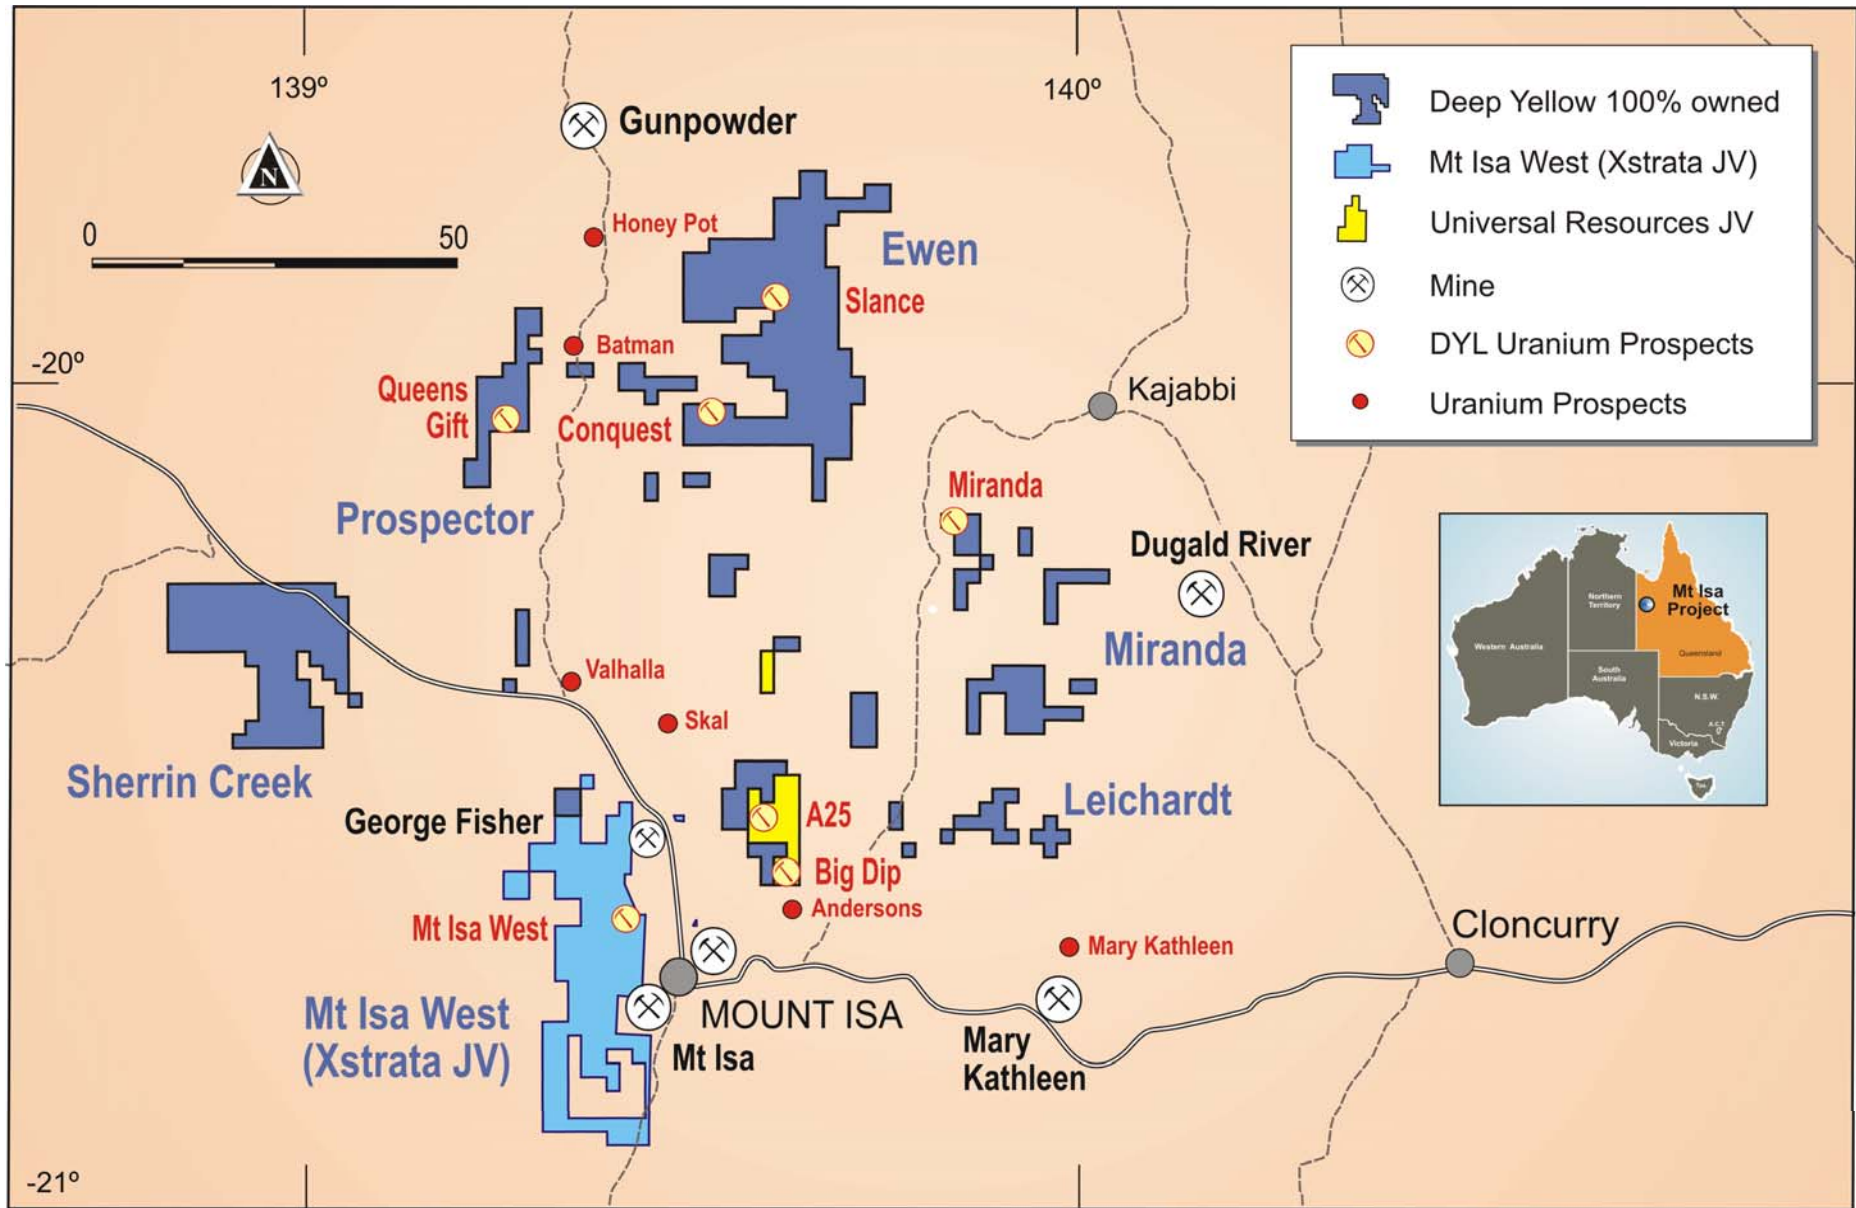 139º
140º
Gunpowder
N
0
50
Honey Pot
Ewen
Slance
-20º
Batman
Queens
Gift
Conquest
Kajabbi
Prospector
Miranda
Dugald River
Miranda
Valhalla
Skal
Sherrin Creek
George Fisher
A25
Leichardt
Big Dip
Mt Isa West
Andersons
Mary Kathleen
Cloncurry
Mt Isa West
(Xstrata JV)
MOUNT ISA
Mt Isa
Mary
Kathleen
-21º
Deep Yellow 100% owned
Mt Isa West (Xstrata JV)
Universal Resources JV
Mine
DYL Uranium Prospects
Uranium Prospects
Mt Isa
Project
Northern
Territory
Western Australia
Queensland
South
Australia
N.S.W.
A.C.T.
Victoria
Tas.